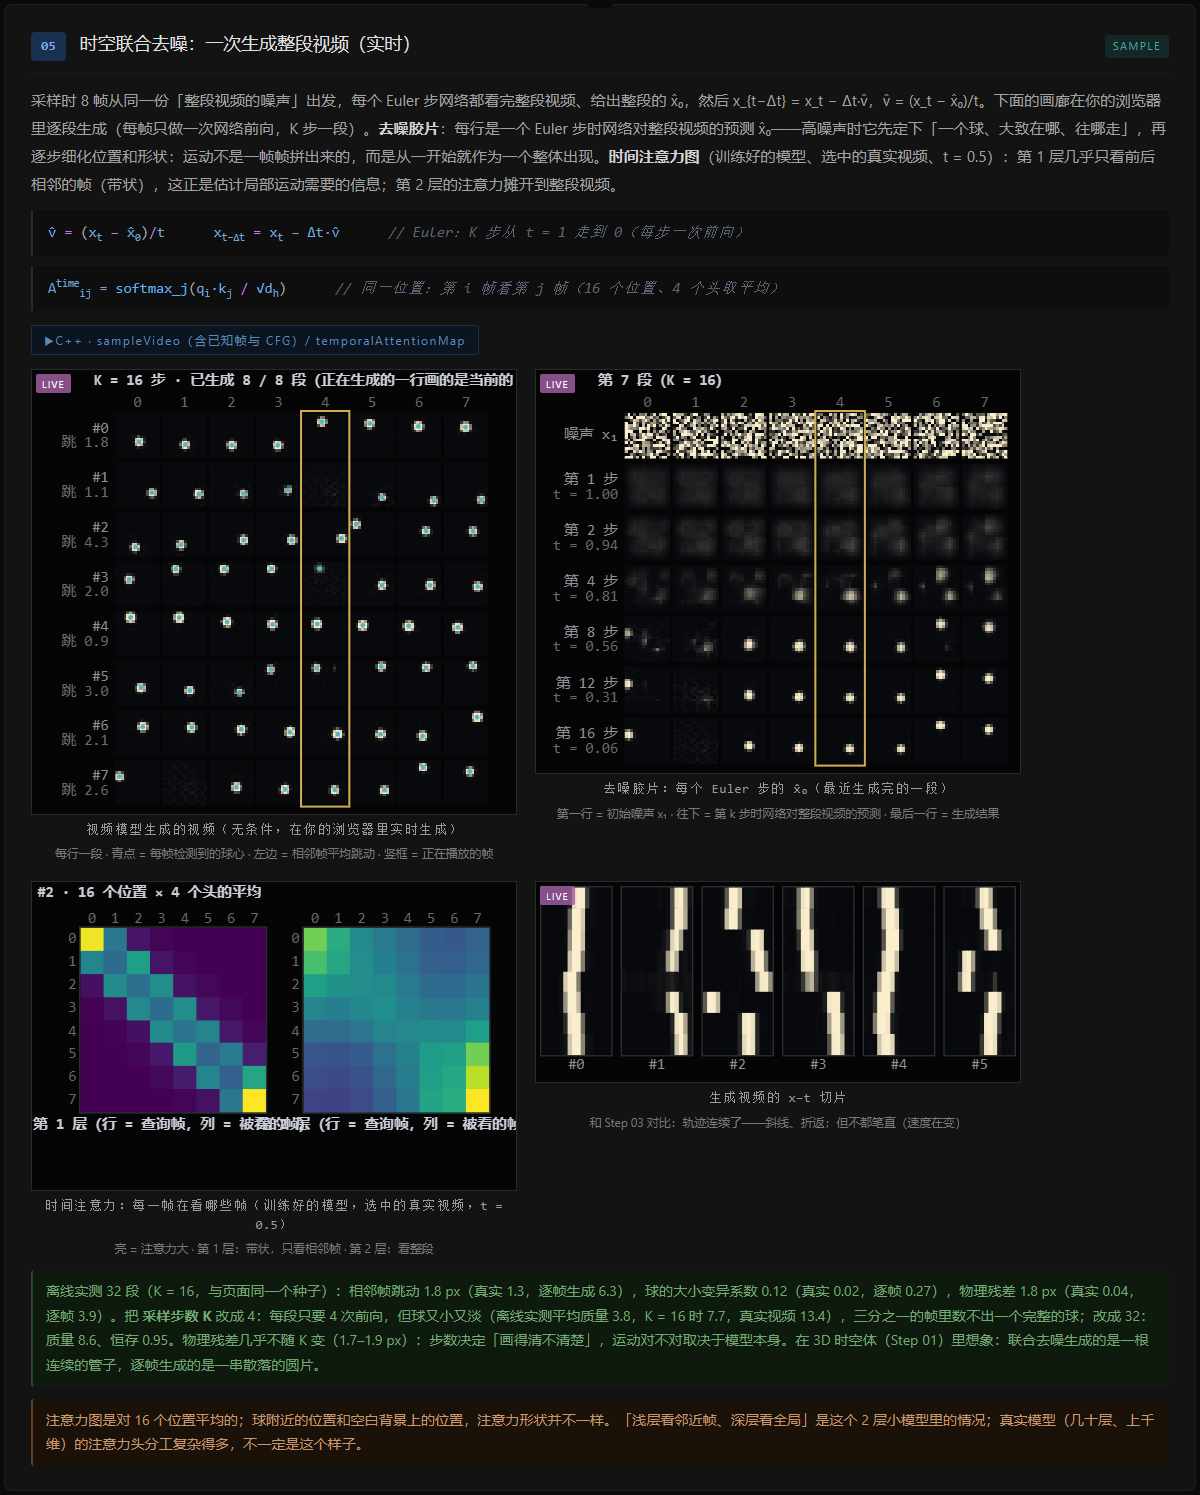 05 时空联合去噪：一次生成整段视频（实时） SAMPLE
采样时 8 帧从同一份「整段视频的噪声」出发，每个 Euler 步网络都看完整段视频、给出整段的 x̂₀，然后 x_{t−Δt} = x_t − Δt·v̂，v̂ = (x_t − x̂₀)/t。下面的画廊在你的浏览器
里逐段生成（每帧只做一次网络前向，K 步一段）。去噪胶片：每行是一个 Euler 步时网络对整段视频的预测 x̂₀——高噪声时它先定下「一个球、大致在哪、往哪走」，再
逐步细化位置和形状：运动不是一帧帧拼出来的，而是从一开始就作为一个整体出现。时间注意力图（训练好的模型、选中的真实视频、t = 0.5）：第 1 层几乎只看前后
相邻的帧（带状），这正是估计局部运动需要的信息；第 2 层的注意力摊开到整段视频。
v̂ = (xₜ − x̂₀)/t xₜ₋Δₜ = xₜ − Δt·v̂ // Euler: K 步从 t = 1 走到 0（每步一次前向）
A^time_ij = softmax_j(qᵢ·kⱼ / √d_h) // 同一位置: 第 i 帧看第 j 帧（16 个位置、4 个头取平均）
▶C++ · sampleVideo（含已知帧与 CFG）/ temporalAttentionMap
LIVE K = 16 步 · 已生成 8 / 8 段 (正在生成的一行画的是当前的
0 1 2 3 4 5 6 7
#0
跳 1.8
#1
跳 1.1
#2
跳 4.3
#3
跳 2.0
#4
跳 0.9
#5
跳 3.0
#6
跳 2.1
#7
跳 2.6
视频模型生成的视频（无条件，在你的浏览器里实时生成）
每行一段 · 青点 = 每帧检测到的球心 · 左边 = 相邻帧平均跳动 · 竖框 = 正在播放的帧
LIVE 第 7 段 (K = 16)
0 1 2 3 4 5 6 7
噪声 x₁
第 1 步
t = 1.00
第 2 步
t = 0.94
第 4 步
t = 0.81
第 8 步
t = 0.56
第 12 步
t = 0.31
第 16 步
t = 0.06
去噪胶片：每个 Euler 步的 x̂₀（最近生成完的一段）
第一行 = 初始噪声 x₁ · 往下 = 第 k 步时网络对整段视频的预测 · 最后一行 = 生成结果
#2 · 16 个位置 × 4 个头的平均
0 1 2 3 4 5 6 7 0 1 2 3 4 5 6 7
0 0
1 1
2 2
3 3
4 4
5 5
6 6
7 7
第 1 层 (行 = 查询帧，列 = 被看的帧) 层 (行 = 查询帧，列 = 被看的帧
时间注意力：每一帧在看哪些帧（训练好的模型，选中的真实视频，t =
0.5）
亮 = 注意力大 · 第 1 层：带状，只看相邻帧 · 第 2 层：看整段
LIVE
#0 #1 #2 #3 #4 #5
生成视频的 x-t 切片
和 Step 03 对比：轨迹连续了——斜线、折返；但不都笔直（速度在变）
离线实测 32 段（K = 16，与页面同一个种子）：相邻帧跳动 1.8 px（真实 1.3，逐帧生成 6.3），球的大小变异系数 0.12（真实 0.02，逐帧 0.27），物理残差 1.8 px（真实 0.04，
逐帧 3.9）。把 采样步数 K 改成 4：每段只要 4 次前向，但球又小又淡（离线实测平均质量 3.8，K = 16 时 7.7，真实视频 13.4），三分之一的帧里数不出一个完整的球；改成 32：
质量 8.6、恒存 0.95。物理残差几乎不随 K 变（1.7–1.9 px）：步数决定「画得清不清楚」，运动对不对取决于模型本身。在 3D 时空体（Step 01）里想象：联合去噪生成的是一根
连续的管子，逐帧生成的是一串散落的圆片。
注意力图是对 16 个位置平均的；球附近的位置和空白背景上的位置，注意力形状并不一样。「浅层看邻近帧、深层看全局」是这个 2 层小模型里的情况；真实模型（几十层、上千
维）的注意力头分工复杂得多，不一定是这个样子。